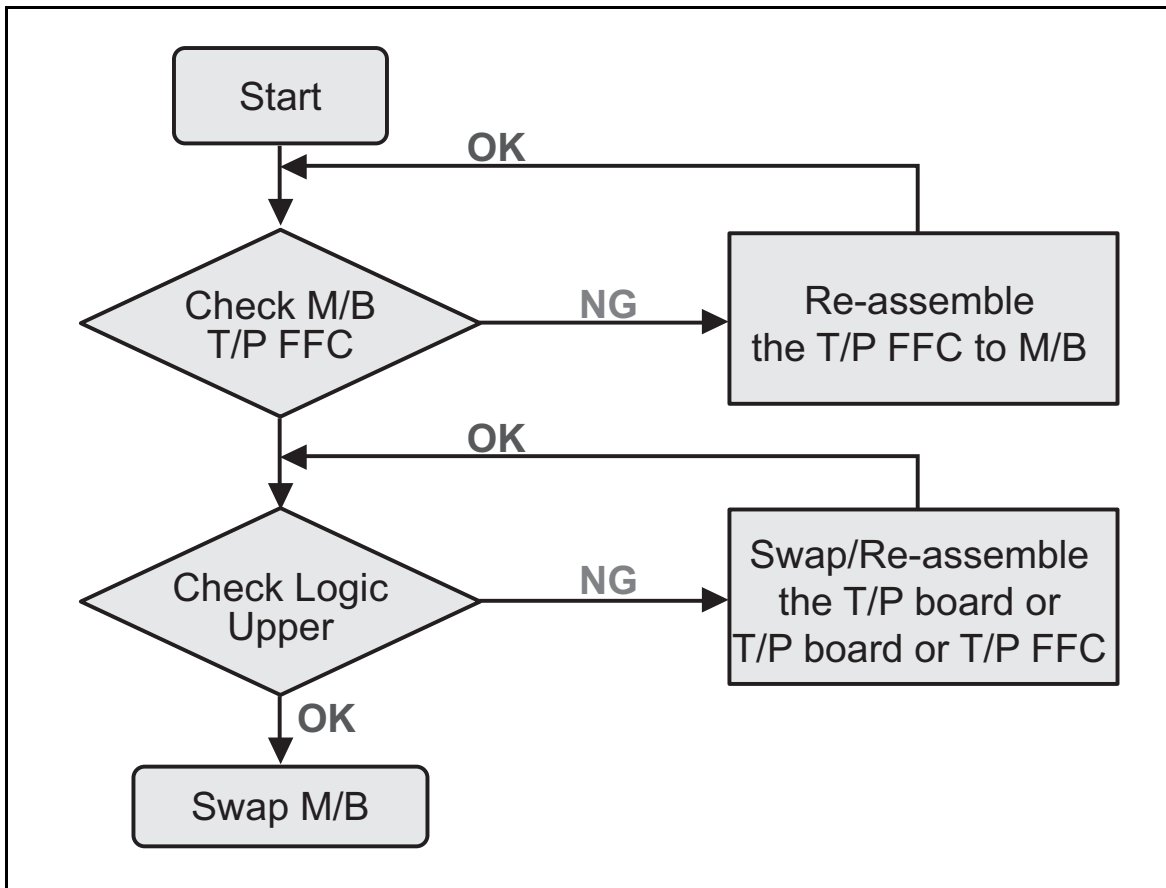 Start
OK
Check M/B
T/P FFC
NG
Re-assemble
the T/P FFC to M/B
OK
Check Logic
Upper
NG
Swap/Re-assemble
the T/P board or
T/P board or T/P FFC
OK
Swap M/B